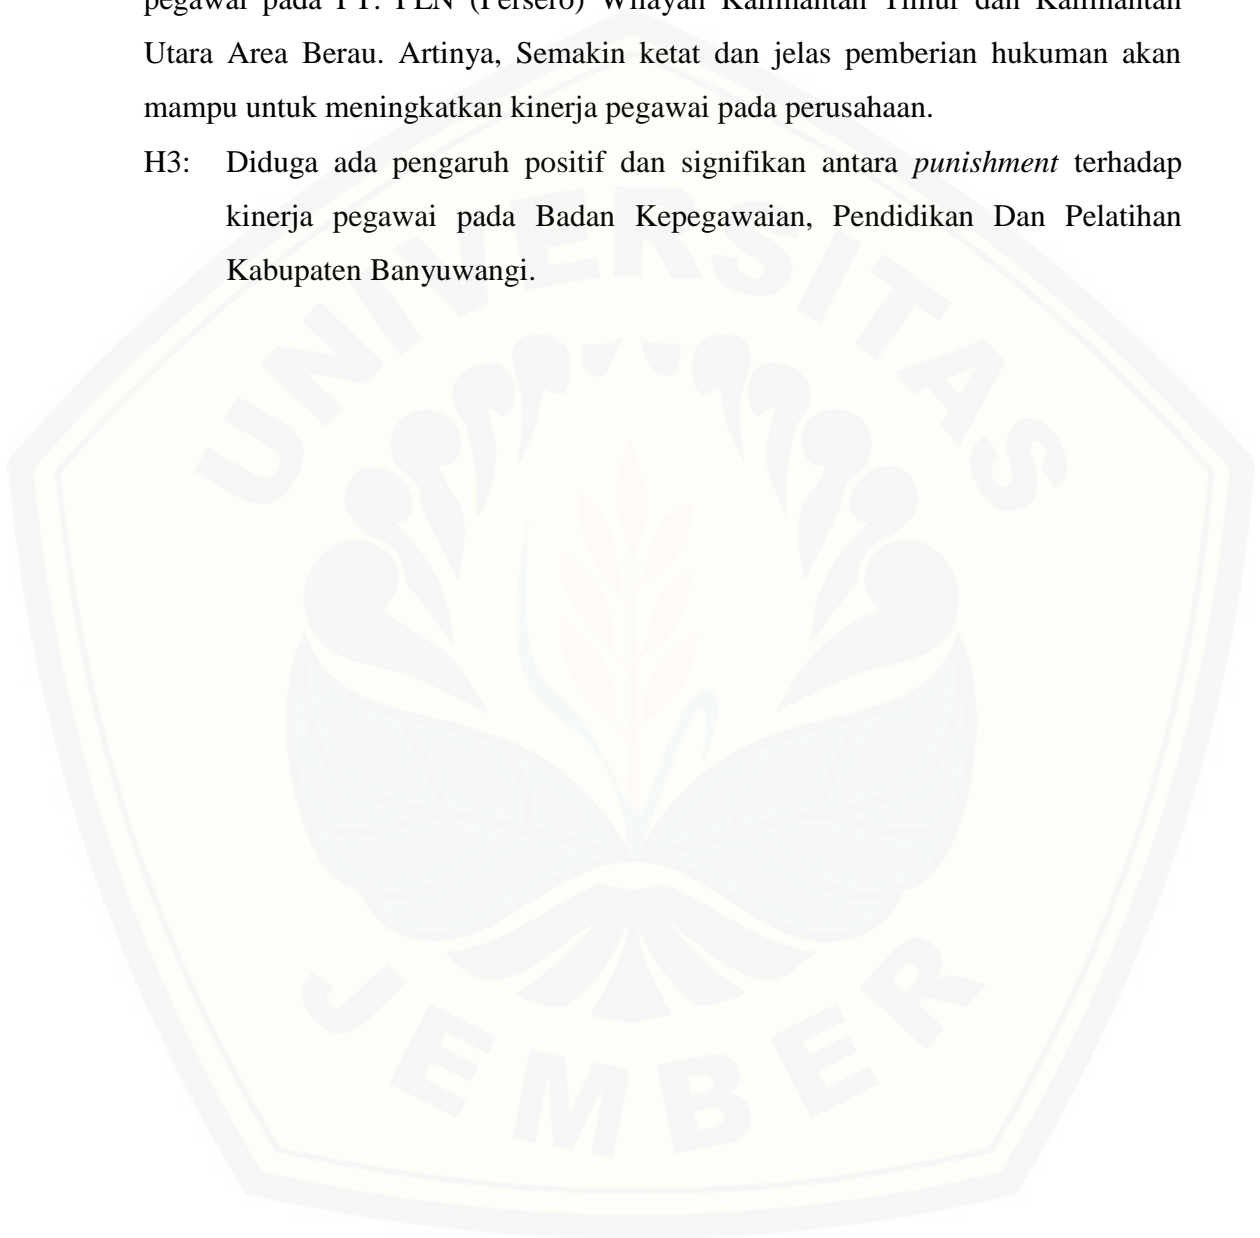 pegawai pada PT. PLN (Persero) Wilayah Kalimantan Timur dan Kalimantan
Utara Area Berau. Artinya, Semakin ketat dan jelas pemberian hukuman akan
mampu untuk meningkatkan kinerja pegawai pada perusahaan.
H3: Diduga ada pengaruh positif dan signifikan antara punishment terhadap
kinerja pegawai pada Badan Kepegawaian, Pendidikan Dan Pelatihan
Kabupaten Banyuwangi.
UNIVERSITAS
JEMBER